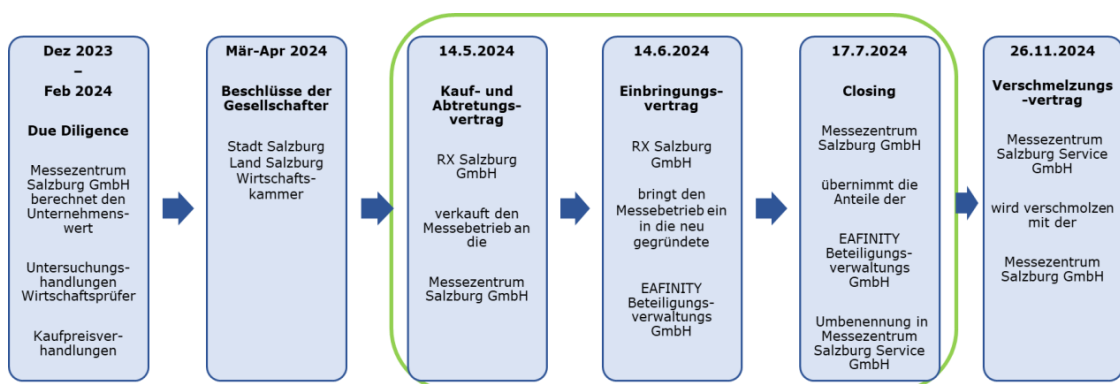 Dez 2023
–
Feb 2024
Due Diligence
Messezentrum
Salzburg GmbH
berechnet den
Unternehmens-
wert
Untersuchungs-
handlungen
Wirtschaftsprüfer
Kaufpreisver-
handlungen
Mär-Apr 2024
Beschlüsse der
Gesellschafter
Stadt Salzburg
Land Salzburg
Wirtschafts-
kammer
14.5.2024
Kauf- und
Abtretungs-
vertrag
RX Salzburg
GmbH
verkauft den
Messebetrieb an
die
Messezentrum
Salzburg GmbH
14.6.2024
Einbringungs-
vertrag
RX Salzburg
GmbH
bringt den
Messebetrieb ein
in die neu
gegründete
EAFINITY
Beteiligungs-
verwaltungs
GmbH
17.7.2024
Closing
Messezentrum
Salzburg GmbH
übernimmt die
Anteile der
EAFINITY
Beteiligungs-
verwaltungs
GmbH
Umbenennung in
Messezentrum
Salzburg Service
GmbH
26.11.2024
Verschmelzungs
-vertrag
Messezentrum
Salzburg Service
GmbH
wird verschmolzen
mit der
Messezentrum
Salzburg GmbH